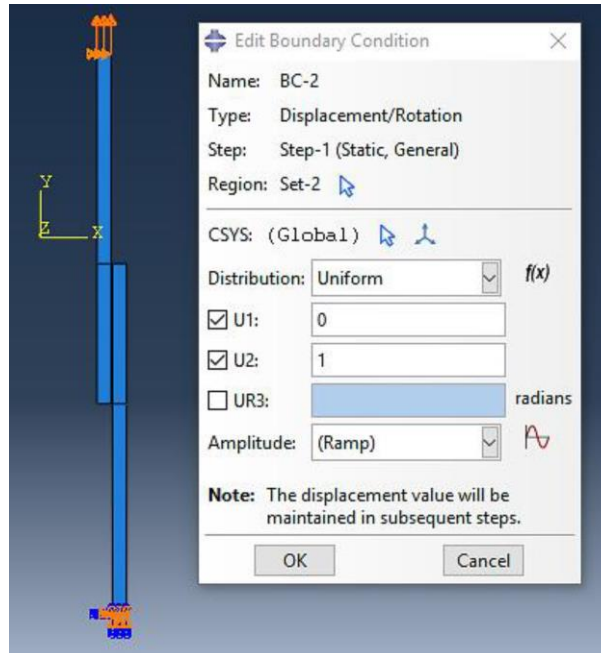 Edit Boundary Condition
Name: BC-2
Type: Displacement/Rotation
Step: Step-1 (Static, General)
Region: Set-2
CSYS: (Global)
Distribution: Uniform f(x)
U1: 0
U2: 1
UR3: radians
Amplitude: (Ramp)
Note: The displacement value will be
maintained in subsequent steps.
OK Cancel
Y
Z X